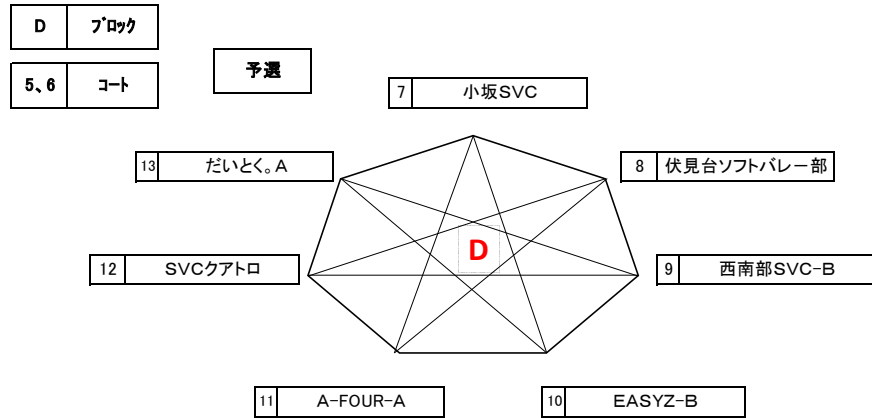 D ブロック
5、6 コート
予選
7 小坂SVC
13 だいとく。A
8 伏見台ソフトバレー部
D
12 SVCクアトロ
9 西南部SVC-B
11 A-FOUR-A
10 EASYZ-B